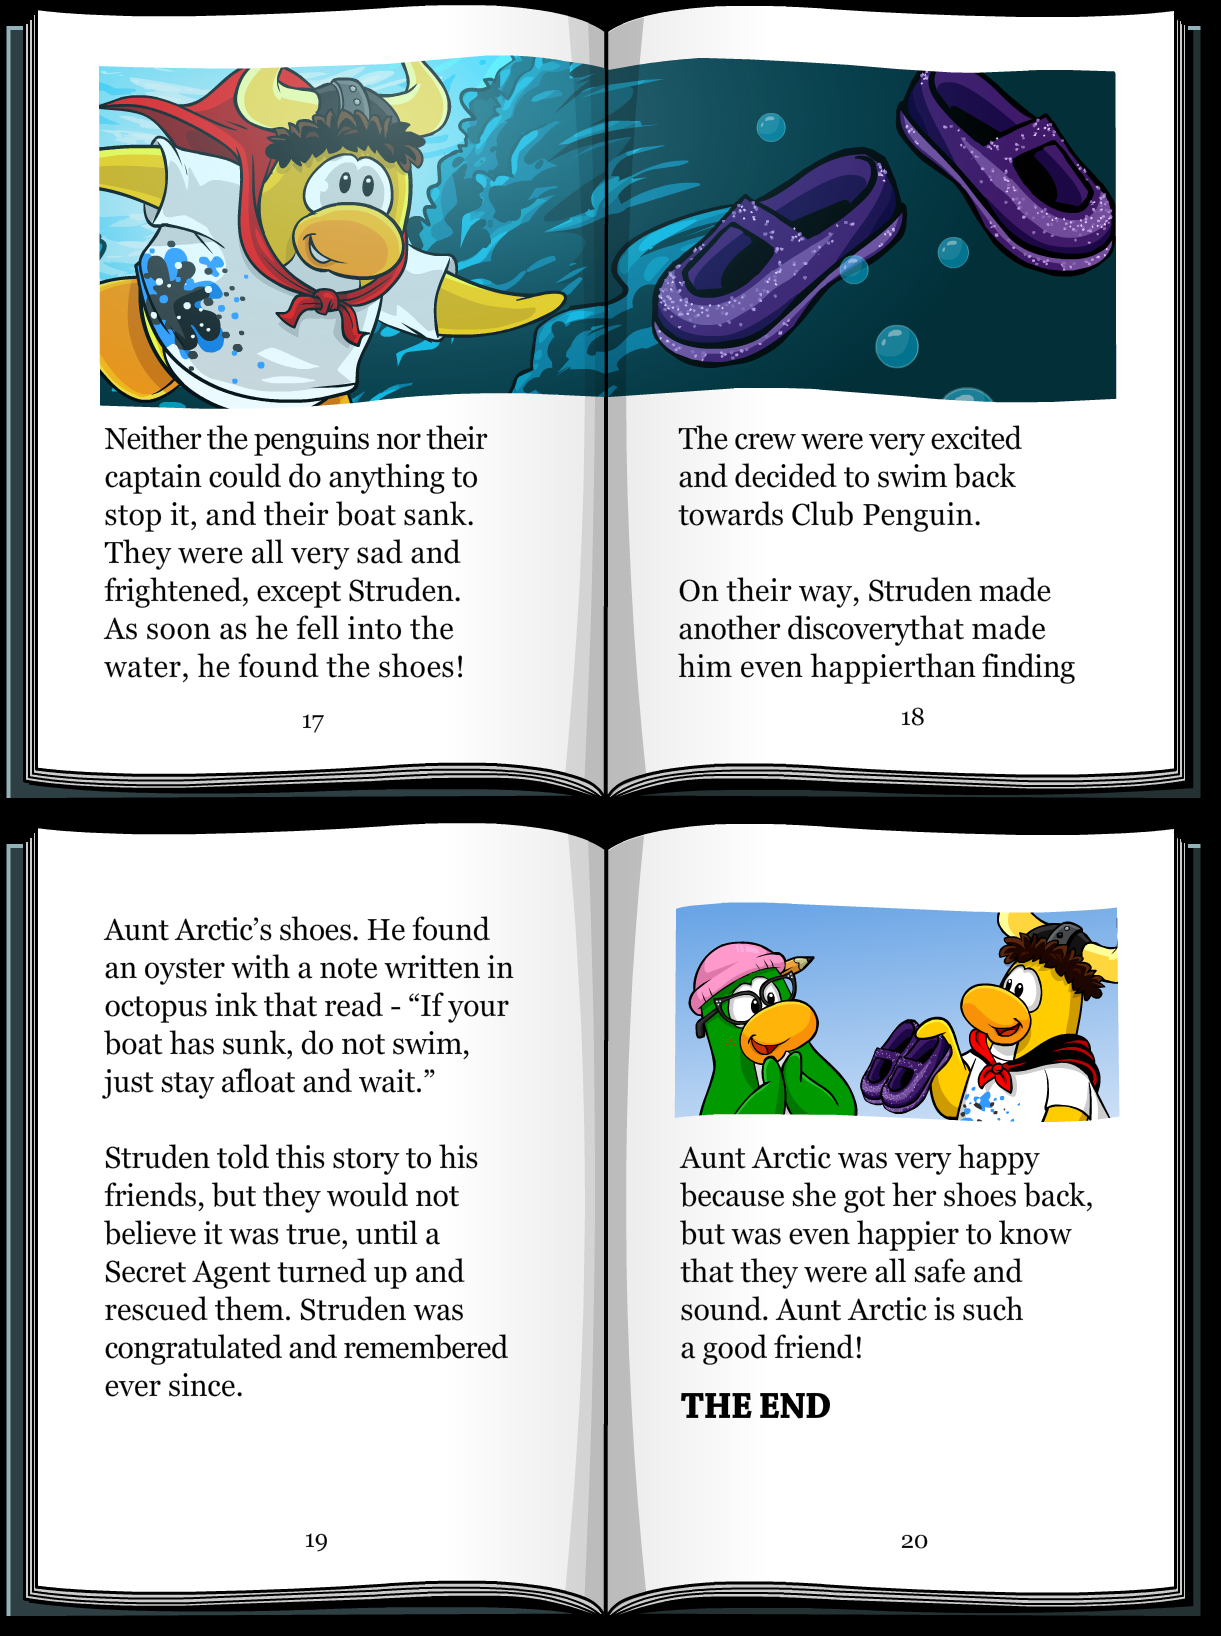 Neither the penguins nor their
captain could do anything to
stop it, and their boat sank.
They were all very sad and
frightened, except Struden.
As soon as he fell into the
water, he found the shoes!
17
The crew were very excited
and decided to swim back
towards Club Penguin.
On their way, Struden made
another discoverythat made
him even happierthan finding
18
Aunt Arctic’s shoes. He found
an oyster with a note written in
octopus ink that read - “If your
boat has sunk, do not swim,
just stay afloat and wait.”
Struden told this story to his
friends, but they would not
believe it was true, until a
Secret Agent turned up and
rescued them. Struden was
congratulated and remembered
ever since.
19
Aunt Arctic was very happy
because she got her shoes back,
but was even happier to know
that they were all safe and
sound. Aunt Arctic is such
a good friend!
THE END
20